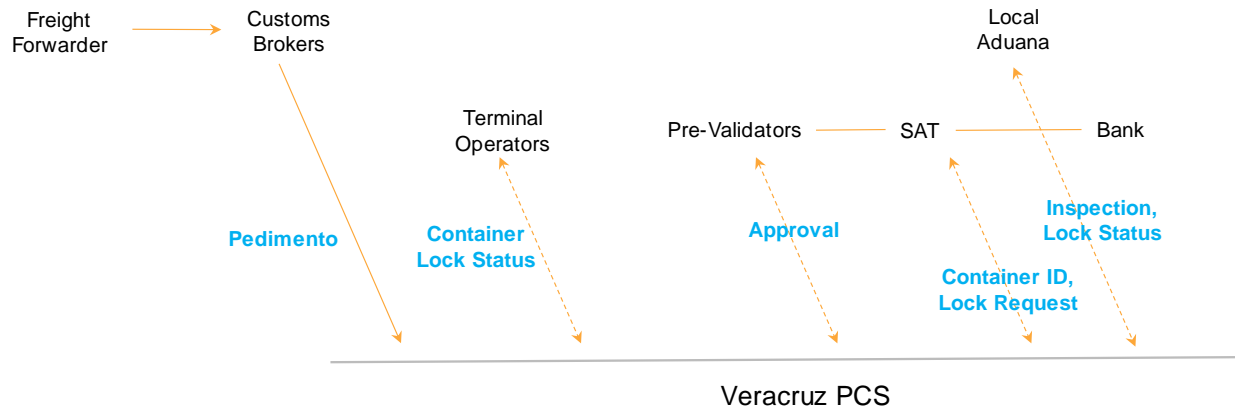 Freight
Forwarder
Customs
Brokers
Local
Aduana
Terminal
Operators
Pre-Validators
SAT
Bank
Pedimento
Container
Lock Status
Approval
Inspection,
Lock Status
Container ID,
Lock Request
Veracruz PCS